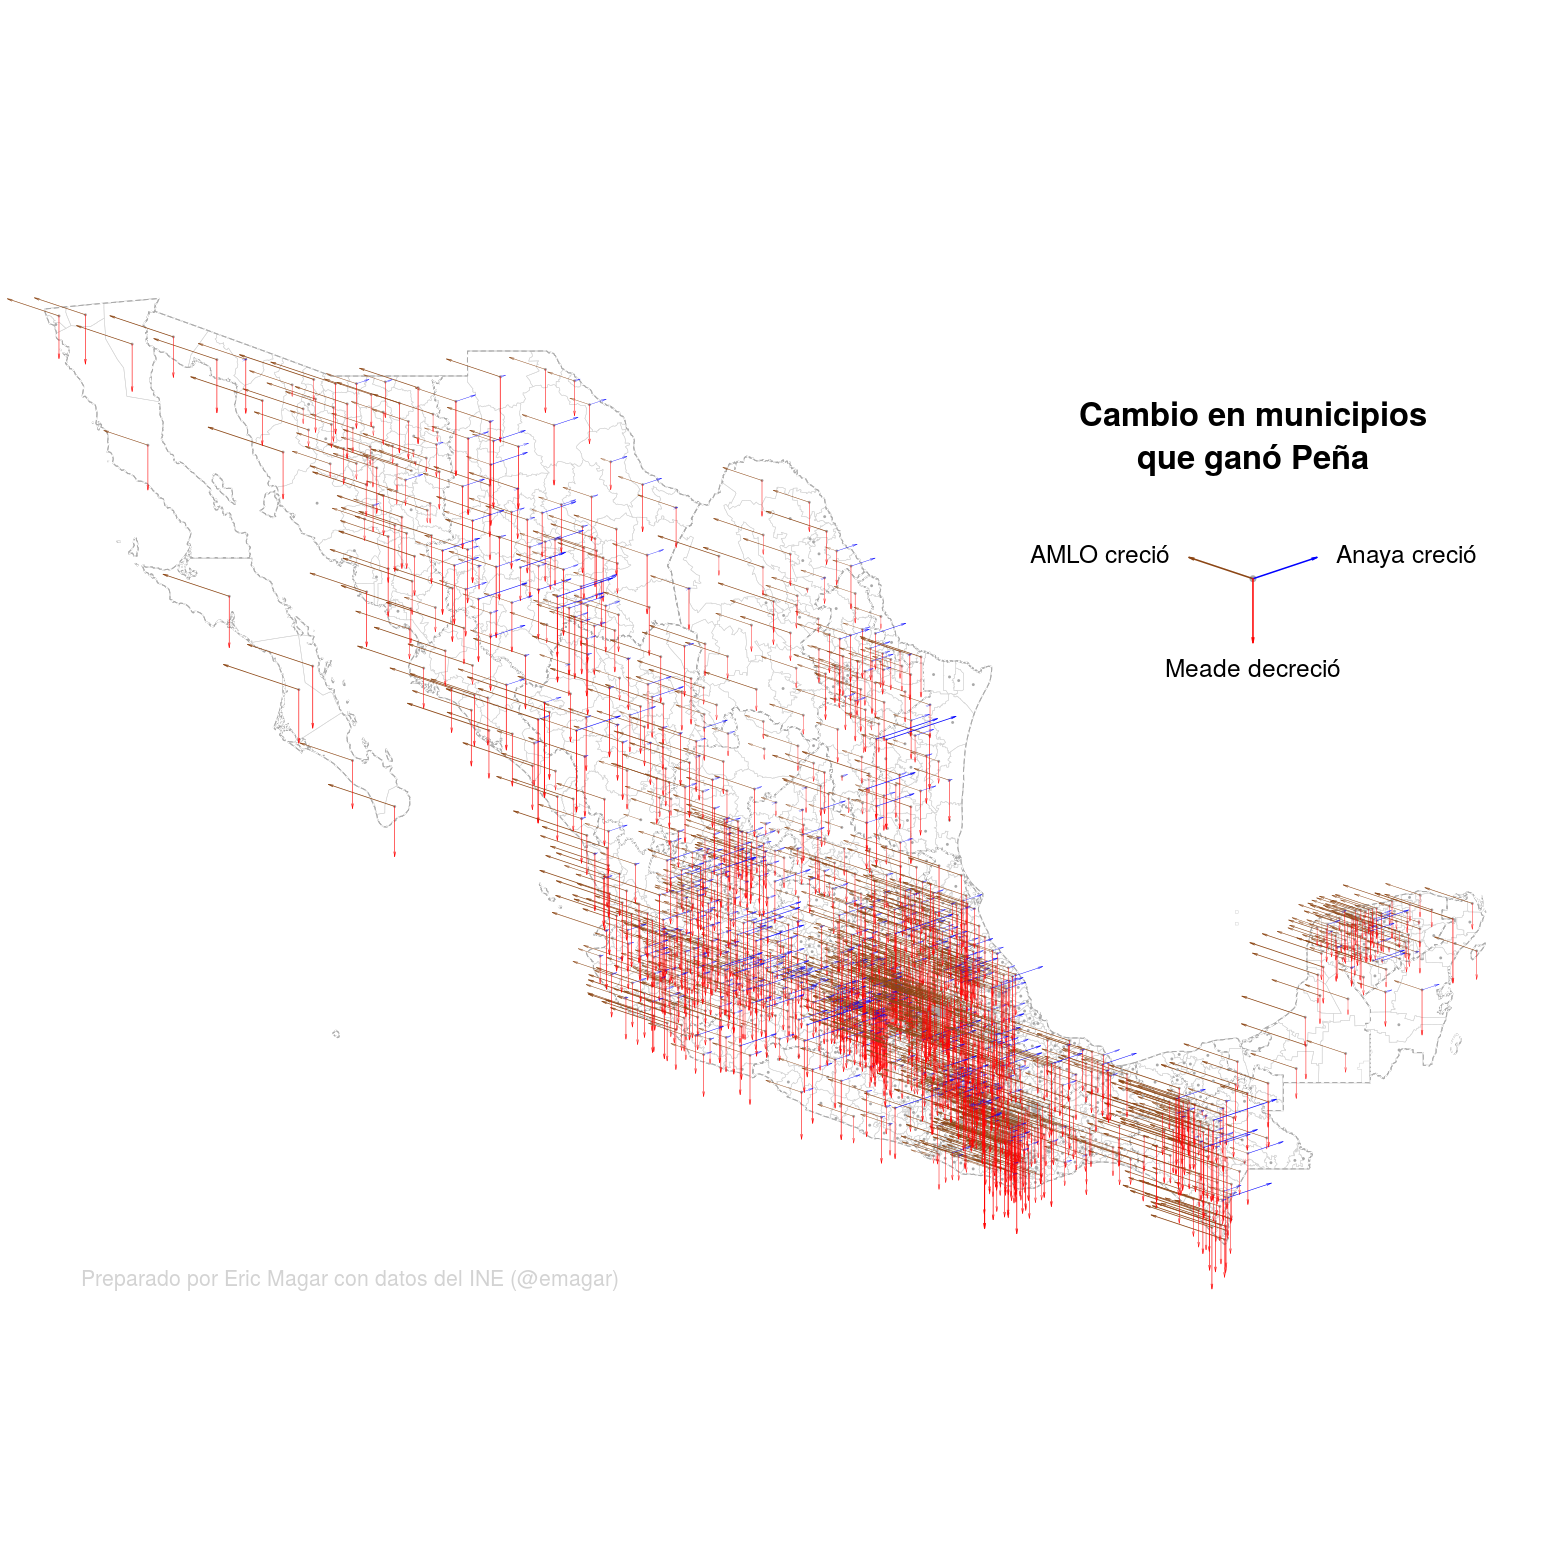 Cambio en municipios
que ganó Peña
AMLO creció
Anaya creció
Meade decreció
Preparado por Eric Magar con datos del INE (@emagar)